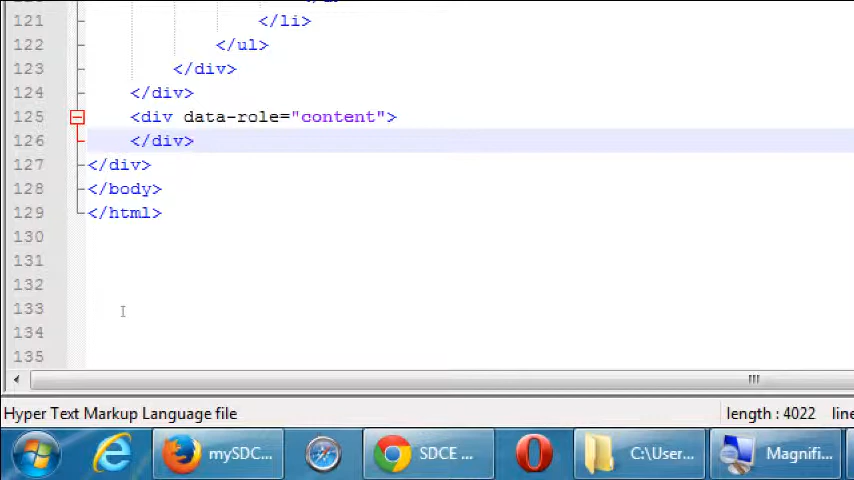 121 </li>
122 </ul>
123 </div>
124 </div>
125 <div data-role="content">
126 </div>
127 </div>
128 </body>
129 </html>
130
131
132
133
134
135
Hyper Text Markup Language file length : 4022 line
mySDC... SDCE ... C:\User... Magnifi...